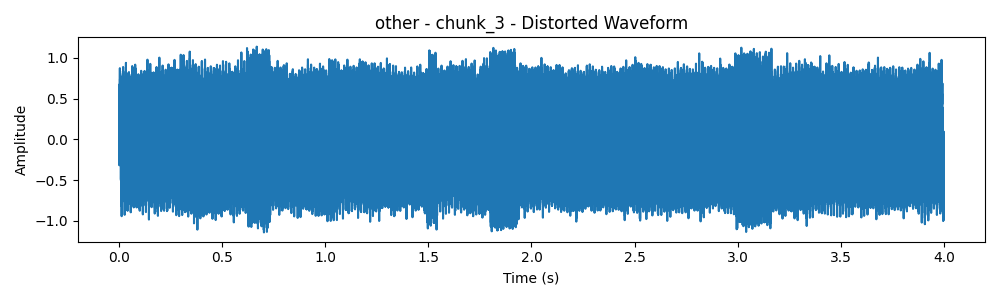 other - chunk_3 - Distorted Waveform
Amplitude
1.0
0.5
0.0
−0.5
−1.0
0.0 0.5 1.0 1.5 2.0 2.5 3.0 3.5 4.0
Time (s)